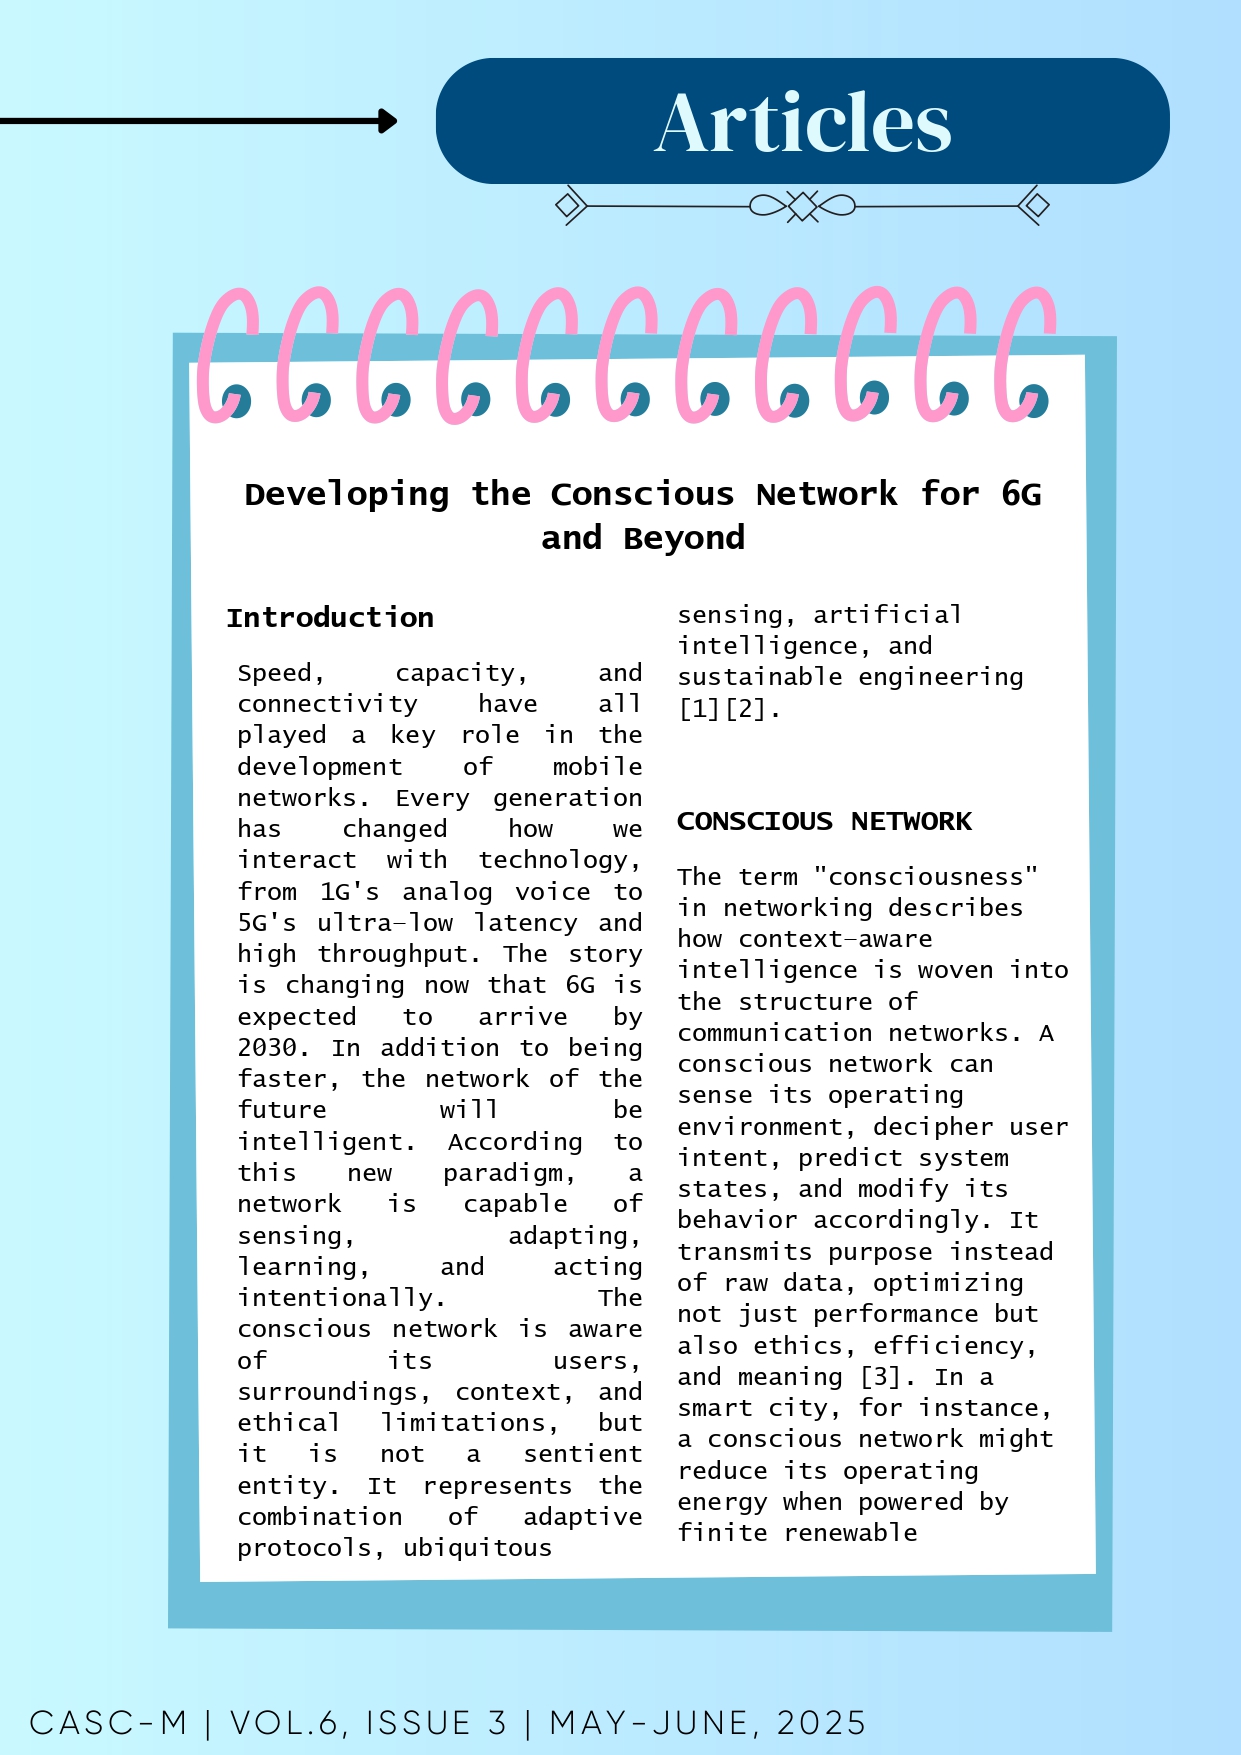 Articles
Developing the Conscious Network for 6G
and Beyond
Introduction
Speed, capacity, and
connectivity have all
played a key role in the
development of mobile
networks. Every generation
has changed how we
interact with technology,
from 1G's analog voice to
5G's ultra-low latency and
high throughput. The story
is changing now that 6G is
expected to arrive by
2030. In addition to being
faster, the network of the
future will be
intelligent. According to
this new paradigm, a
network is capable of
sensing, adapting,
learning, and acting
intentionally. The
conscious network is aware
of its users,
surroundings, context, and
ethical limitations, but
it is not a sentient
entity. It represents the
combination of adaptive
protocols, ubiquitous
sensing, artificial
intelligence, and
sustainable engineering
[1][2].
CONSCIOUS NETWORK
The term "consciousness"
in networking describes
how context-aware
intelligence is woven into
the structure of
communication networks. A
conscious network can
sense its operating
environment, decipher user
intent, predict system
states, and modify its
behavior accordingly. It
transmits purpose instead
of raw data, optimizing
not just performance but
also ethics, efficiency,
and meaning [3]. In a
smart city, for instance,
a conscious network might
reduce its operating
energy when powered by
finite renewable
CASC-M | VOL.6, ISSUE 3 | MAY-JUNE, 2025